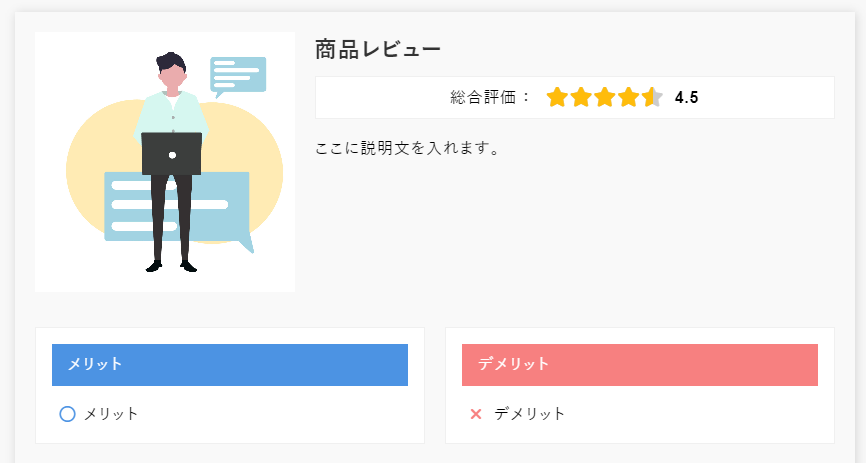 商品レビュー
総合評価： 4.5
ここに説明文を入れます。
メリット
メリット
デメリット
デメリット